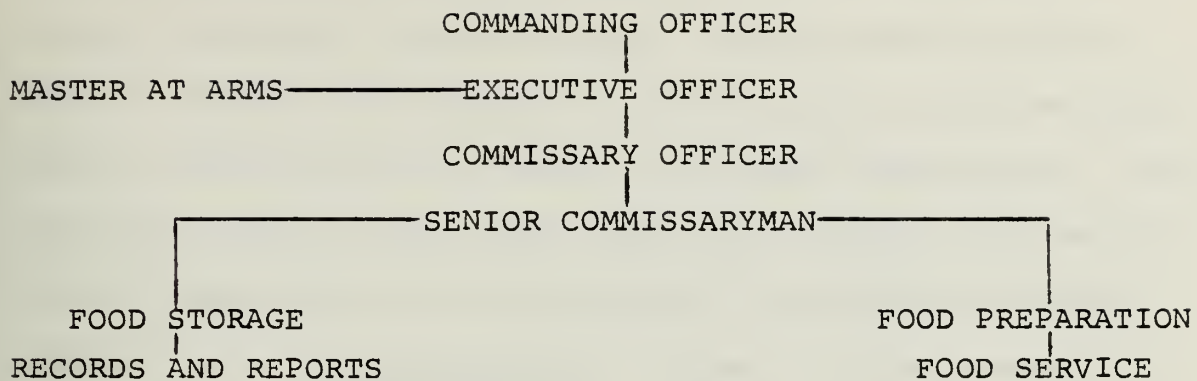 COMMANDING OFFICER
MASTER AT ARMS EXECUTIVE OFFICER
COMMISSARY OFFICER
SENIOR COMMISSARYMAN
FOOD STORAGE FOOD PREPARATION
RECORDS AND REPORTS FOOD SERVICE